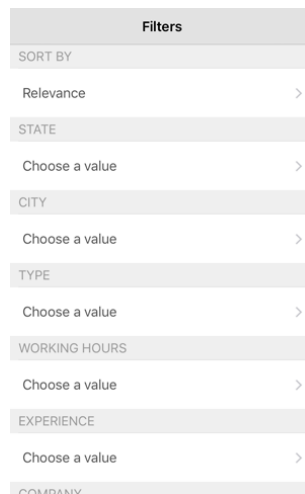 Filters
SORT BY
Relevance
STATE
Choose a value
CITY
Choose a value
TYPE
Choose a value
WORKING HOURS
Choose a value
EXPERIENCE
Choose a value
COMPANY